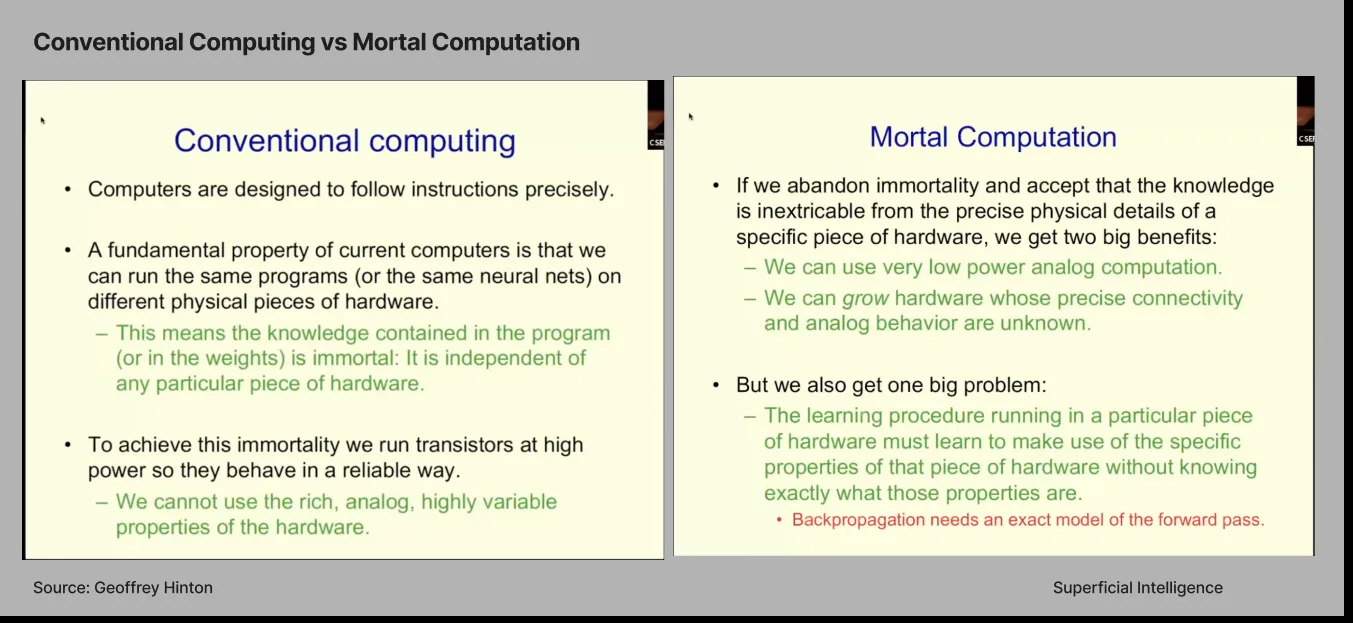 Conventional Computing vs Mortal Computation
Conventional computing
• Computers are designed to follow instructions precisely.
• A fundamental property of current computers is that we
can run the same programs (or the same neural nets) on
different physical pieces of hardware.
– This means the knowledge contained in the program
(or in the weights) is immortal: It is independent of
any particular piece of hardware.
• To achieve this immortality we run transistors at high
power so they behave in a reliable way.
– We cannot use the rich, analog, highly variable
properties of the hardware.
Mortal Computation
• If we abandon immortality and accept that the knowledge
is inextricable from the precise physical details of a
specific piece of hardware, we get two big benefits:
– We can use very low power analog computation.
– We can grow hardware whose precise connectivity
and analog behavior are unknown.
• But we also get one big problem:
– The learning procedure running in a particular piece
of hardware must learn to make use of the specific
properties of that piece of hardware without knowing
exactly what those properties are.
• Backpropagation needs an exact model of the forward pass.
Source: Geoffrey Hinton
Superficial Intelligence